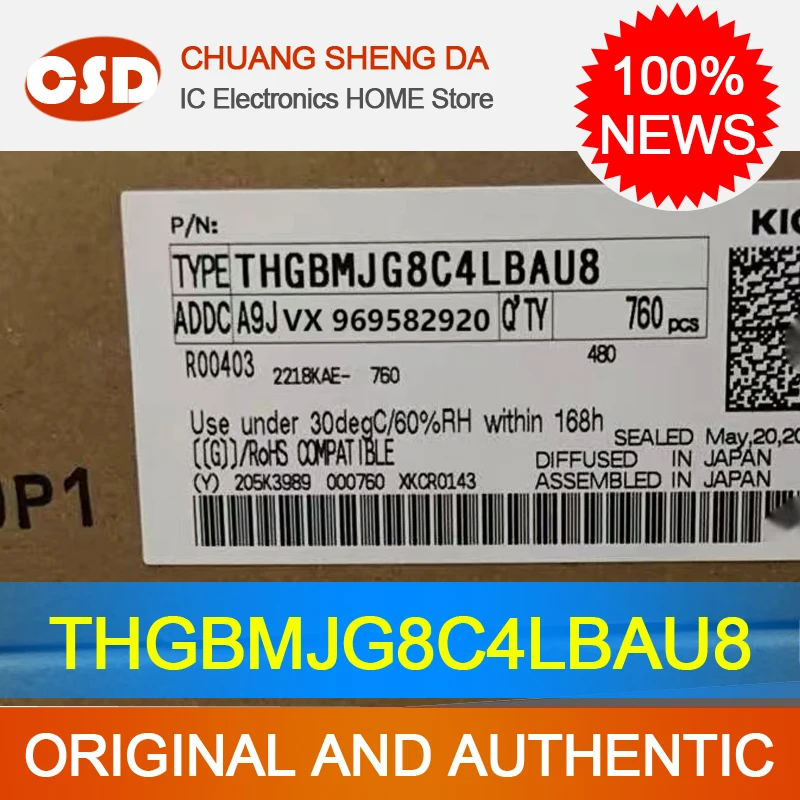 CSD
CHUANG SHENG DA
IC Electronics HOME Store
100%
NEWS
P/N:
TYPE THGBMJG8C4LBAU8
ADDC A9J VX 969582920 Q'TY 760 pcs
R00403 2218KAE- 760 480
Use under 30degC/60%RH within 168h
[[G]]/RoHS COMPATIBLE
SEALED May,20,20
DIFFUSED IN JAPAN
(Y) 205K3989 000760 XKCR0143
ASSEMBLED IN JAPAN
THGBMJG8C4LBAU8
ORIGINAL AND AUTHENTIC